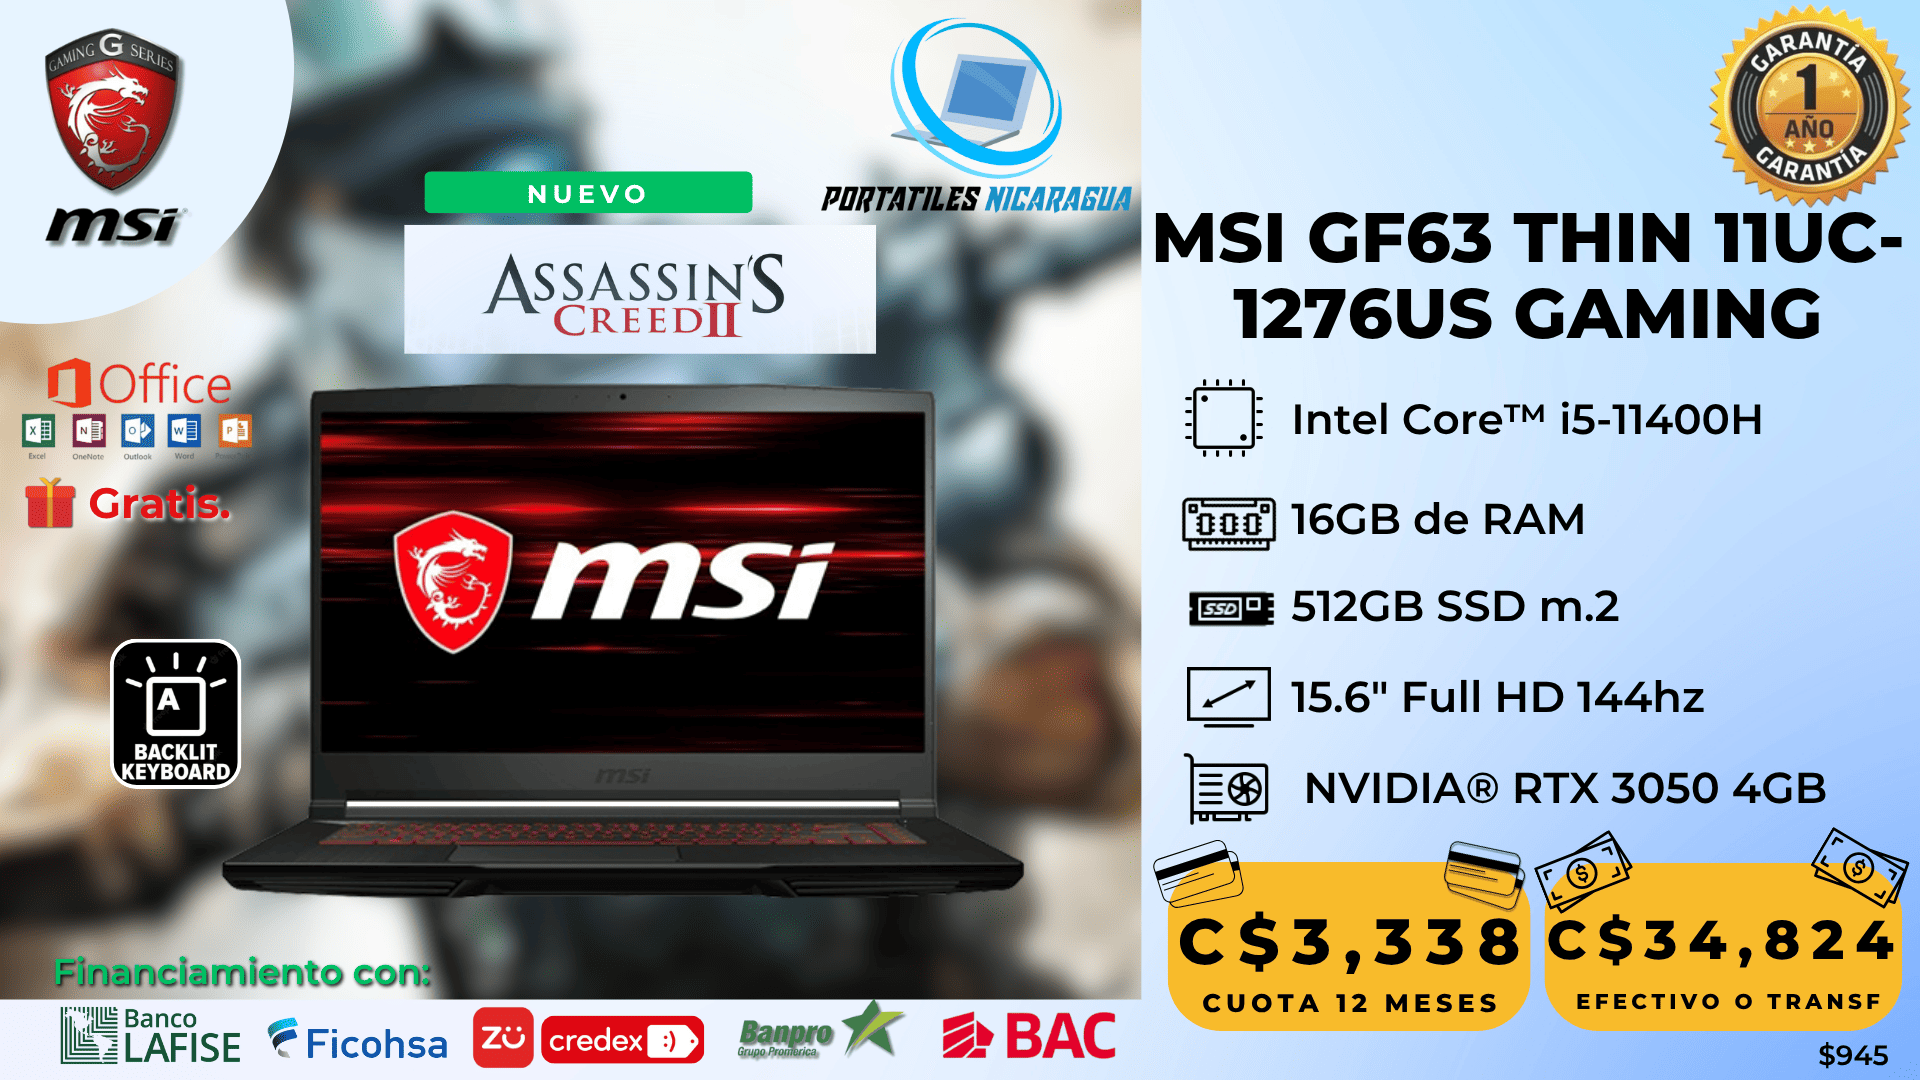 GAMING G SERIES
msi
NUEVO
PORTATILES NICARAGUA
ASSASSIN'S
CREED II
Office
Excel OneNote Outlook Word
Gratis.
msi
msi
A
BACKLIT
KEYBOARD
GARANTÍA
1
AÑO
GARANTÍA
MSI GF63 THIN 11UC-
1276US GAMING
Intel Core™ i5-11400H
16GB de RAM
SSD
512GB SSD m.2
15.6" Full HD 144hz
NVIDIA® RTX 3050 4GB
C$3,338
CUOTA 12 MESES
C$34,824
EFECTIVO O TRANSF
$945
Financiamiento con:
Banco
LAFISE
Ficohsa
zū
credex
Banpro
Grupo Promerica
BAC